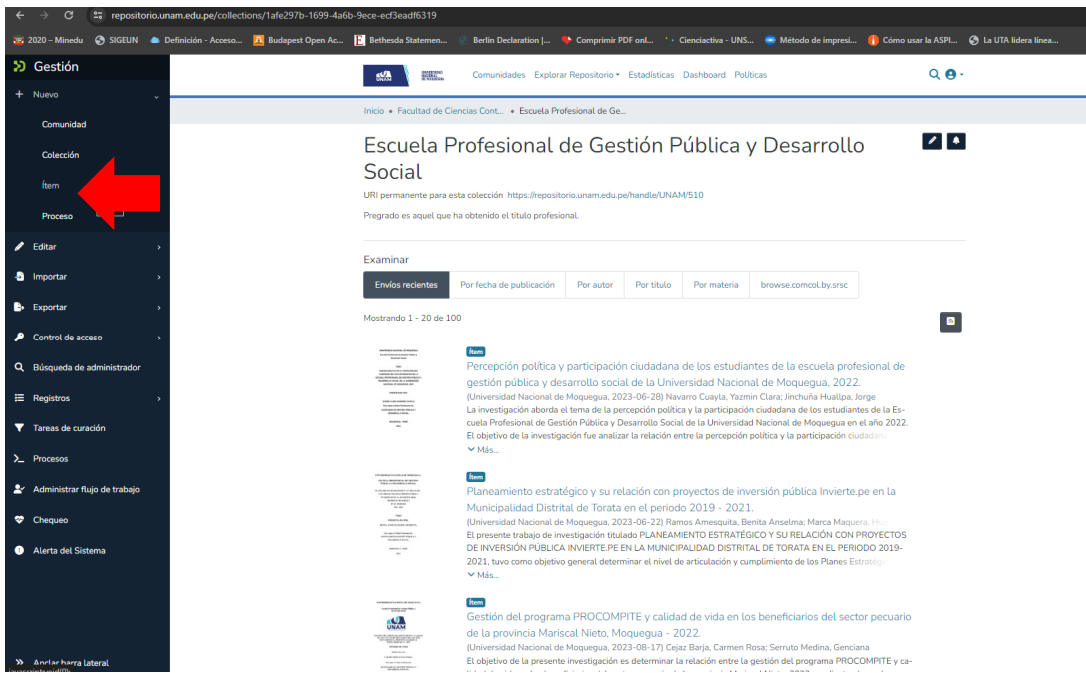 repositorio.unam.edu.pe/collections/1afe297b-1699-4a6b-9ece-ecf3eadf6319
2020 – Minedu SIGEUN Definición - Acceso... Budapest Open Ac... Bethesda Statemen... Berlin Declaration |... Comprimir PDF onl... Cienciactiva - UNS... Método de impresi... Cómo usar la ASPI... La UTA lidera línea...
Gestión
Nuevo
Comunidad
Colección
Ítem
Proceso
Editar
Importar
Exportar
Control de acceso
Búsqueda de administrador
Registros
Tareas de curación
Procesos
Administrar flujo de trabajo
Chequeo
Alerta del Sistema
Anclar barra lateral
UNAM
Comunidades Explorar Repositorio Estadísticas Dashboard Políticas
Inicio • Facultad de Ciencias Cont... • Escuela Profesional de Ge...
Escuela Profesional de Gestión Pública y Desarrollo
Social
URI permanente para esta colección https://repositorio.unam.edu.pe/handle/UNAM/510
Pregrado es aquel que ha obtenido el titulo profesional.
Examinar
Envíos recientes Por fecha de publicación Por autor Por titulo Por materia browse.comcol.by.srsc
Mostrando 1 - 20 de 100
Ítem
Percepción política y participación ciudadana de los estudiantes de la escuela profesional de
gestión pública y desarrollo social de la Universidad Nacional de Moquegua, 2022.
(Universidad Nacional de Moquegua, 2023-06-28) Navarro Cuayla, Yazmin Clara; Jinchuña Huallpa, Jorge
La investigación aborda el tema de la percepción política y la participación ciudadana de los estudiantes de la Es-
cuela Profesional de Gestión Pública y Desarrollo Social de la Universidad Nacional de Moquegua en el año 2022.
El objetivo de la investigación fue analizar la relación entre la percepción política y la participación ciudadana
Más...
Ítem
Planeamiento estratégico y su relación con proyectos de inversión pública Invierte.pe en la
Municipalidad Distrital de Torata en el periodo 2019 - 2021.
(Universidad Nacional de Moquegua, 2023-06-22) Ramos Amesquita, Benita Anselma; Marca Maquera,
El presente trabajo de investigación titulado PLANEAMIENTO ESTRATÉGICO Y SU RELACIÓN CON PROYECTOS
DE INVERSIÓN PÚBLICA INVIERTE.PE EN LA MUNICIPALIDAD DISTRITAL DE TORATA EN EL PERIODO 2019-
2021, tuvo como objetivo general determinar el nivel de articulación y cumplimiento de los Planes
Más...
Ítem
Gestión del programa PROCOMPITE y calidad de vida en los beneficiarios del sector pecuario
de la provincia Mariscal Nieto, Moquegua - 2022.
(Universidad Nacional de Moquegua, 2023-08-17) Cejaz Barja, Carmen Rosa; Serruto Medina, Genciana
El objetivo de la presente investigación es determinar la relación entre la gestión del programa PROCOMPITE y ca-